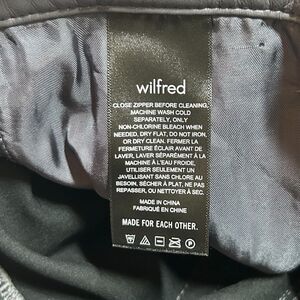 wilfred
CLOSE ZIPPER BEFORE CLEANING.
MACHINE WASH COLD
SEPARATELY, ONLY
NON-CHLORINE BLEACH WHEN
NEEDED, DRY FLAT, DO NOT IRON,
OR DRY CLEAN. FERMER LA
FERMETURE ÉCLAIR AVANT DE
LAVER, LAVER SÉPARÉMENT À LA
MACHINE À L'EAU FROIDE,
UTILISER SEULEMENT UN
JAVELLISANT SANS CHLORE AU
BESOIN, SÉCHER À PLAT, NE PAS
REPASSER, OU NETTOYER À SEC.
MADE IN CHINA
FABRIQUÉ EN CHINE
MADE FOR EACH OTHER.